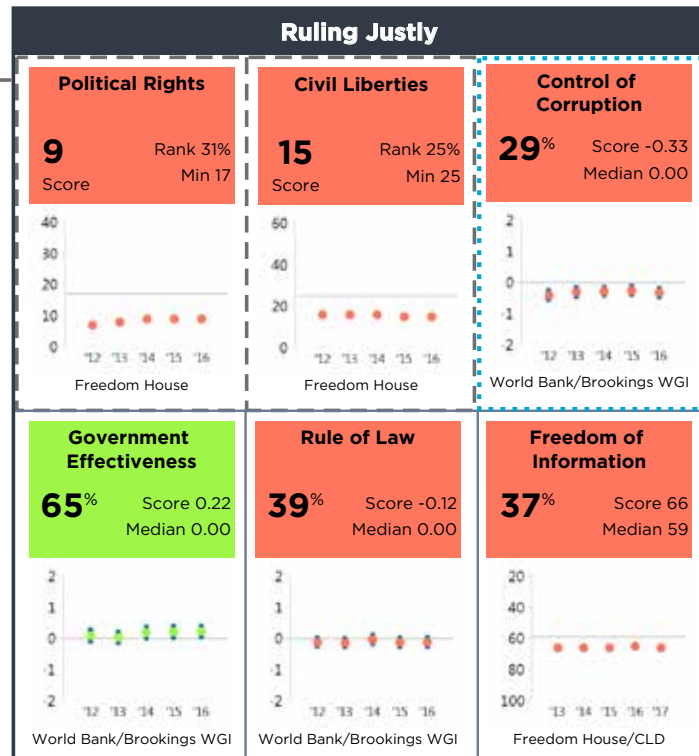 Ruling Justly
Political Rights
9
Score
Rank 31%
Min 17
40
30
20
10
0
'12 '13 '14 '15 '16
Freedom House
Civil Liberties
15
Score
Rank 25%
Min 25
60
40
20
0
'12 '13 '14 '15 '16
Freedom House
Control of
Corruption
29%
Score -0.33
Median 0.00
2
1
0
-1
-2
'12 '13 '14 '15 '16
World Bank/Brookings WGI
Government
Effectiveness
65%
Score 0.22
Median 0.00
2
1
0
-1
-2
'12 '13 '14 '15 '16
World Bank/Brookings WGI
Rule of Law
39%
Score -0.12
Median 0.00
2
1
0
-1
-2
'12 '13 '14 '15 '16
World Bank/Brookings WGI
Freedom of
Information
37%
Score 66
Median 59
20
40
60
80
100
'13 '14 '15 '16 '17
Freedom House/CLD